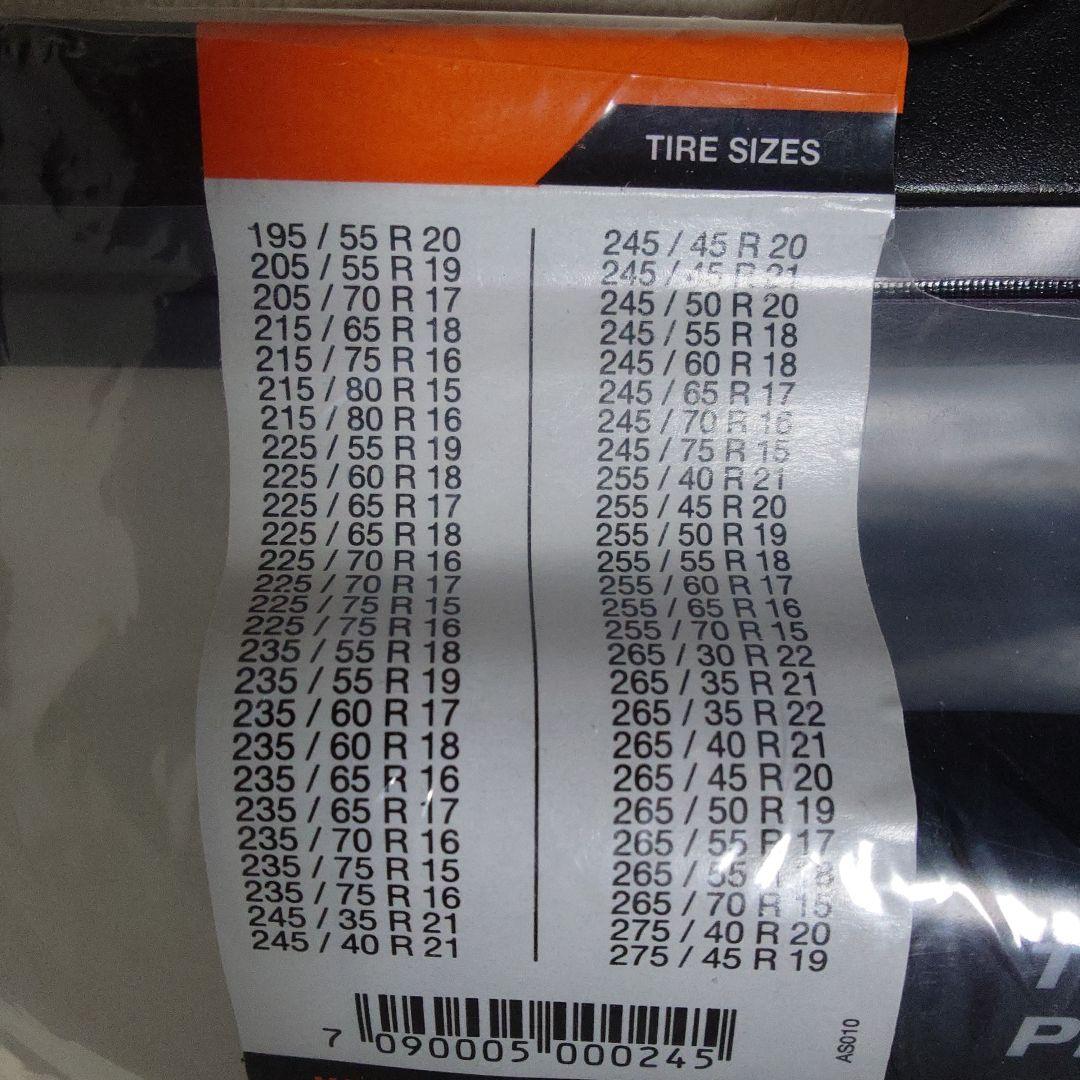 TIRE SIZES
195 / 55 R 20
205 / 55 R 19
205 / 70 R 17
215 / 65 R 18
215 / 75 R 16
215 / 80 R 15
215 / 80 R 16
225 / 55 R 19
225 / 60 R 18
225 / 65 R 17
225 / 65 R 18
225 / 70 R 16
225 / 70 R 17
225 / 75 R 15
225 / 75 R 16
235 / 55 R 18
235 / 55 R 19
235 / 60 R 17
235 / 60 R 18
235 / 65 R 16
235 / 65 R 17
235 / 70 R 16
235 / 75 R 15
235 / 75 R 16
245 / 35 R 21
245 / 40 R 21
245 / 45 R 20
245 / 45 R 21
245 / 50 R 20
245 / 55 R 18
245 / 60 R 18
245 / 65 R 17
245 / 70 R 16
245 / 75 R 15
255 / 40 R 21
255 / 45 R 20
255 / 50 R 19
255 / 55 R 18
255 / 60 R 17
255 / 65 R 16
255 / 70 R 15
265 / 30 R 22
265 / 35 R 21
265 / 35 R 22
265 / 40 R 21
265 / 45 R 20
265 / 50 R 19
265 / 55 R 17
265 / 55 R
265 / 70 R 15
275 / 40 R 20
275 / 45 R 19
7 090005 000245
AS010